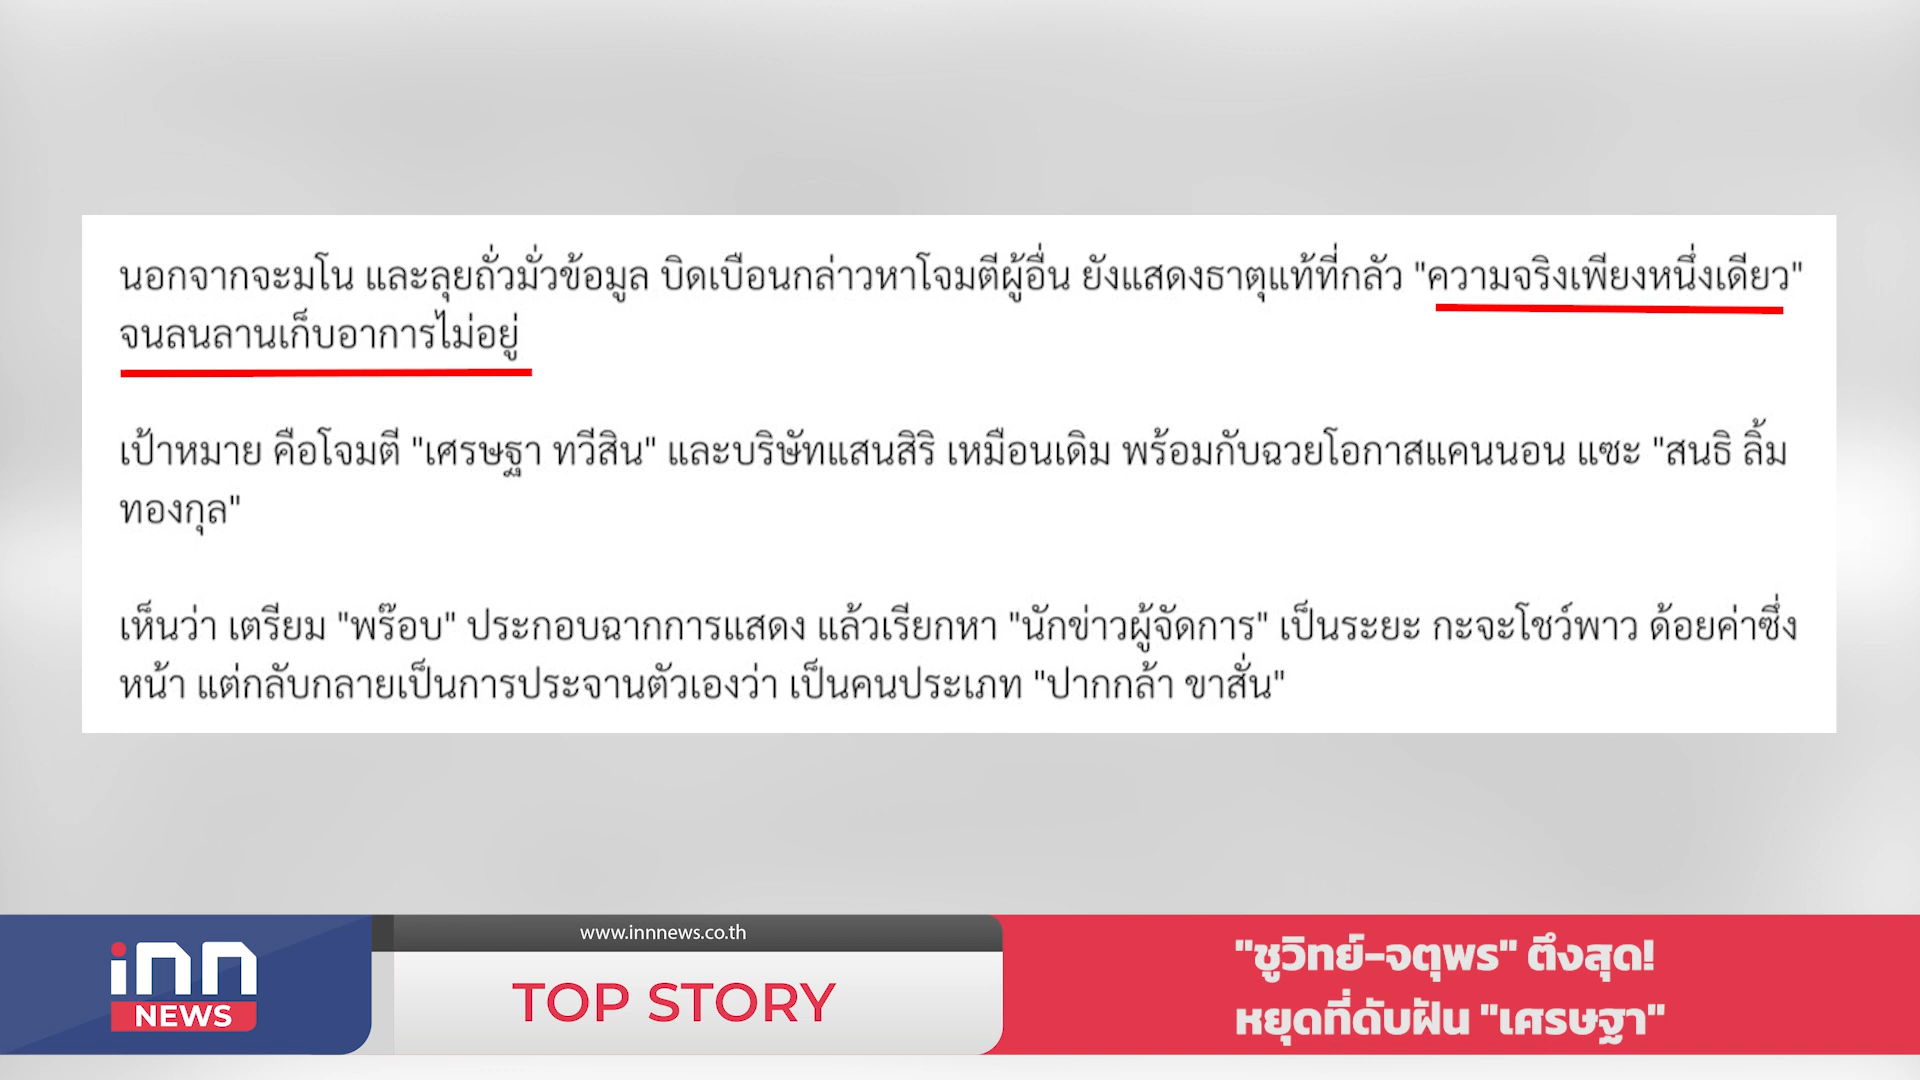 นอกจากจะมโน และลุยถั่วมั่วข้อมูล บิดเบือนกล่าวหาโจมตีผู้อื่น ยังแสดงธาตุแท้ที่กลัว "ความจริงเพียงหนึ่งเดียว"
จนลนลานเก็บอาการไม่อยู่
เป้าหมาย คือโจมตี "เศรษฐา ทวีสิน" และบริษัทแสนสิริ เหมือนเดิม พร้อมกับฉวยโอกาสแคนนอน แซะ "สนธิ ลิ้ม
ทองกุล"
เห็นว่า เตรียม "พร๊อบ" ประกอบฉากการแสดง แล้วเรียกหา "นักข่าวผู้จัดการ" เป็นระยะ กะจะโชว์พาว ด้อยค่าซึ่ง
หน้า แต่กลับกลายเป็นการประจานตัวเองว่า เป็นคนประเภท "ปากกล้า ขาสั่น"
inn
NEWS
www.innnews.co.th
TOP STORY
"ชูวิทย์-จตุพร" ตึงสุด!
หยุดที่ดับฝัน "เศรษฐา"